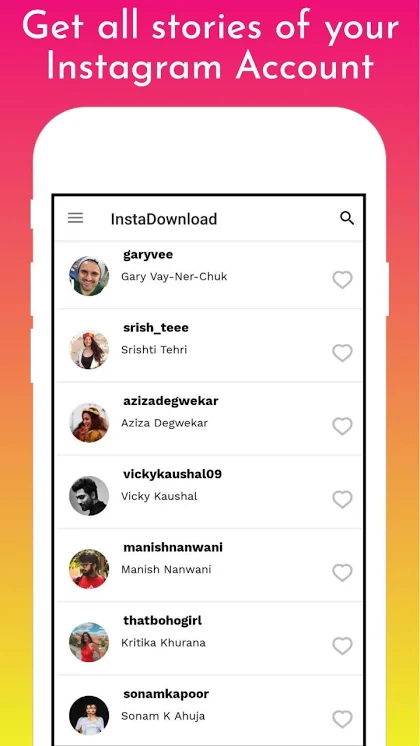 Get all stories of your
Instagram Account
InstaDownload
garyvee
Gary Vay-Ner-Chuk
srish_teee
Srishti Tehri
azizadegwekar
Aziza Degwekar
vickykaushal09
Vicky Kaushal
manishnanwani
Manish Nanwani
thatbohogirl
Kritika Khurana
sonamkapoor
Sonam K Ahuja